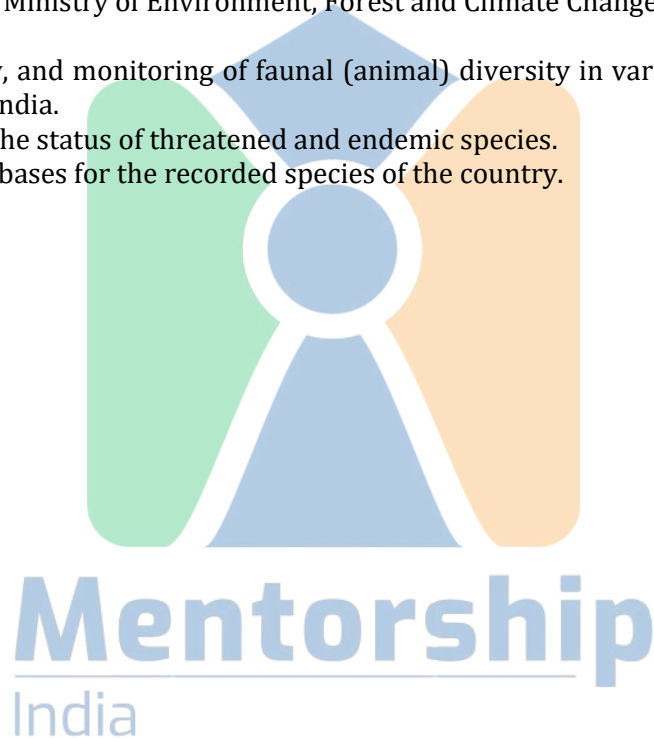 Ministry of Environment, Forest and Climate Change
, and monitoring of faunal (animal) diversity in var
ndia.
he status of threatened and endemic species.
bases for the recorded species of the country.
Mentorship
India